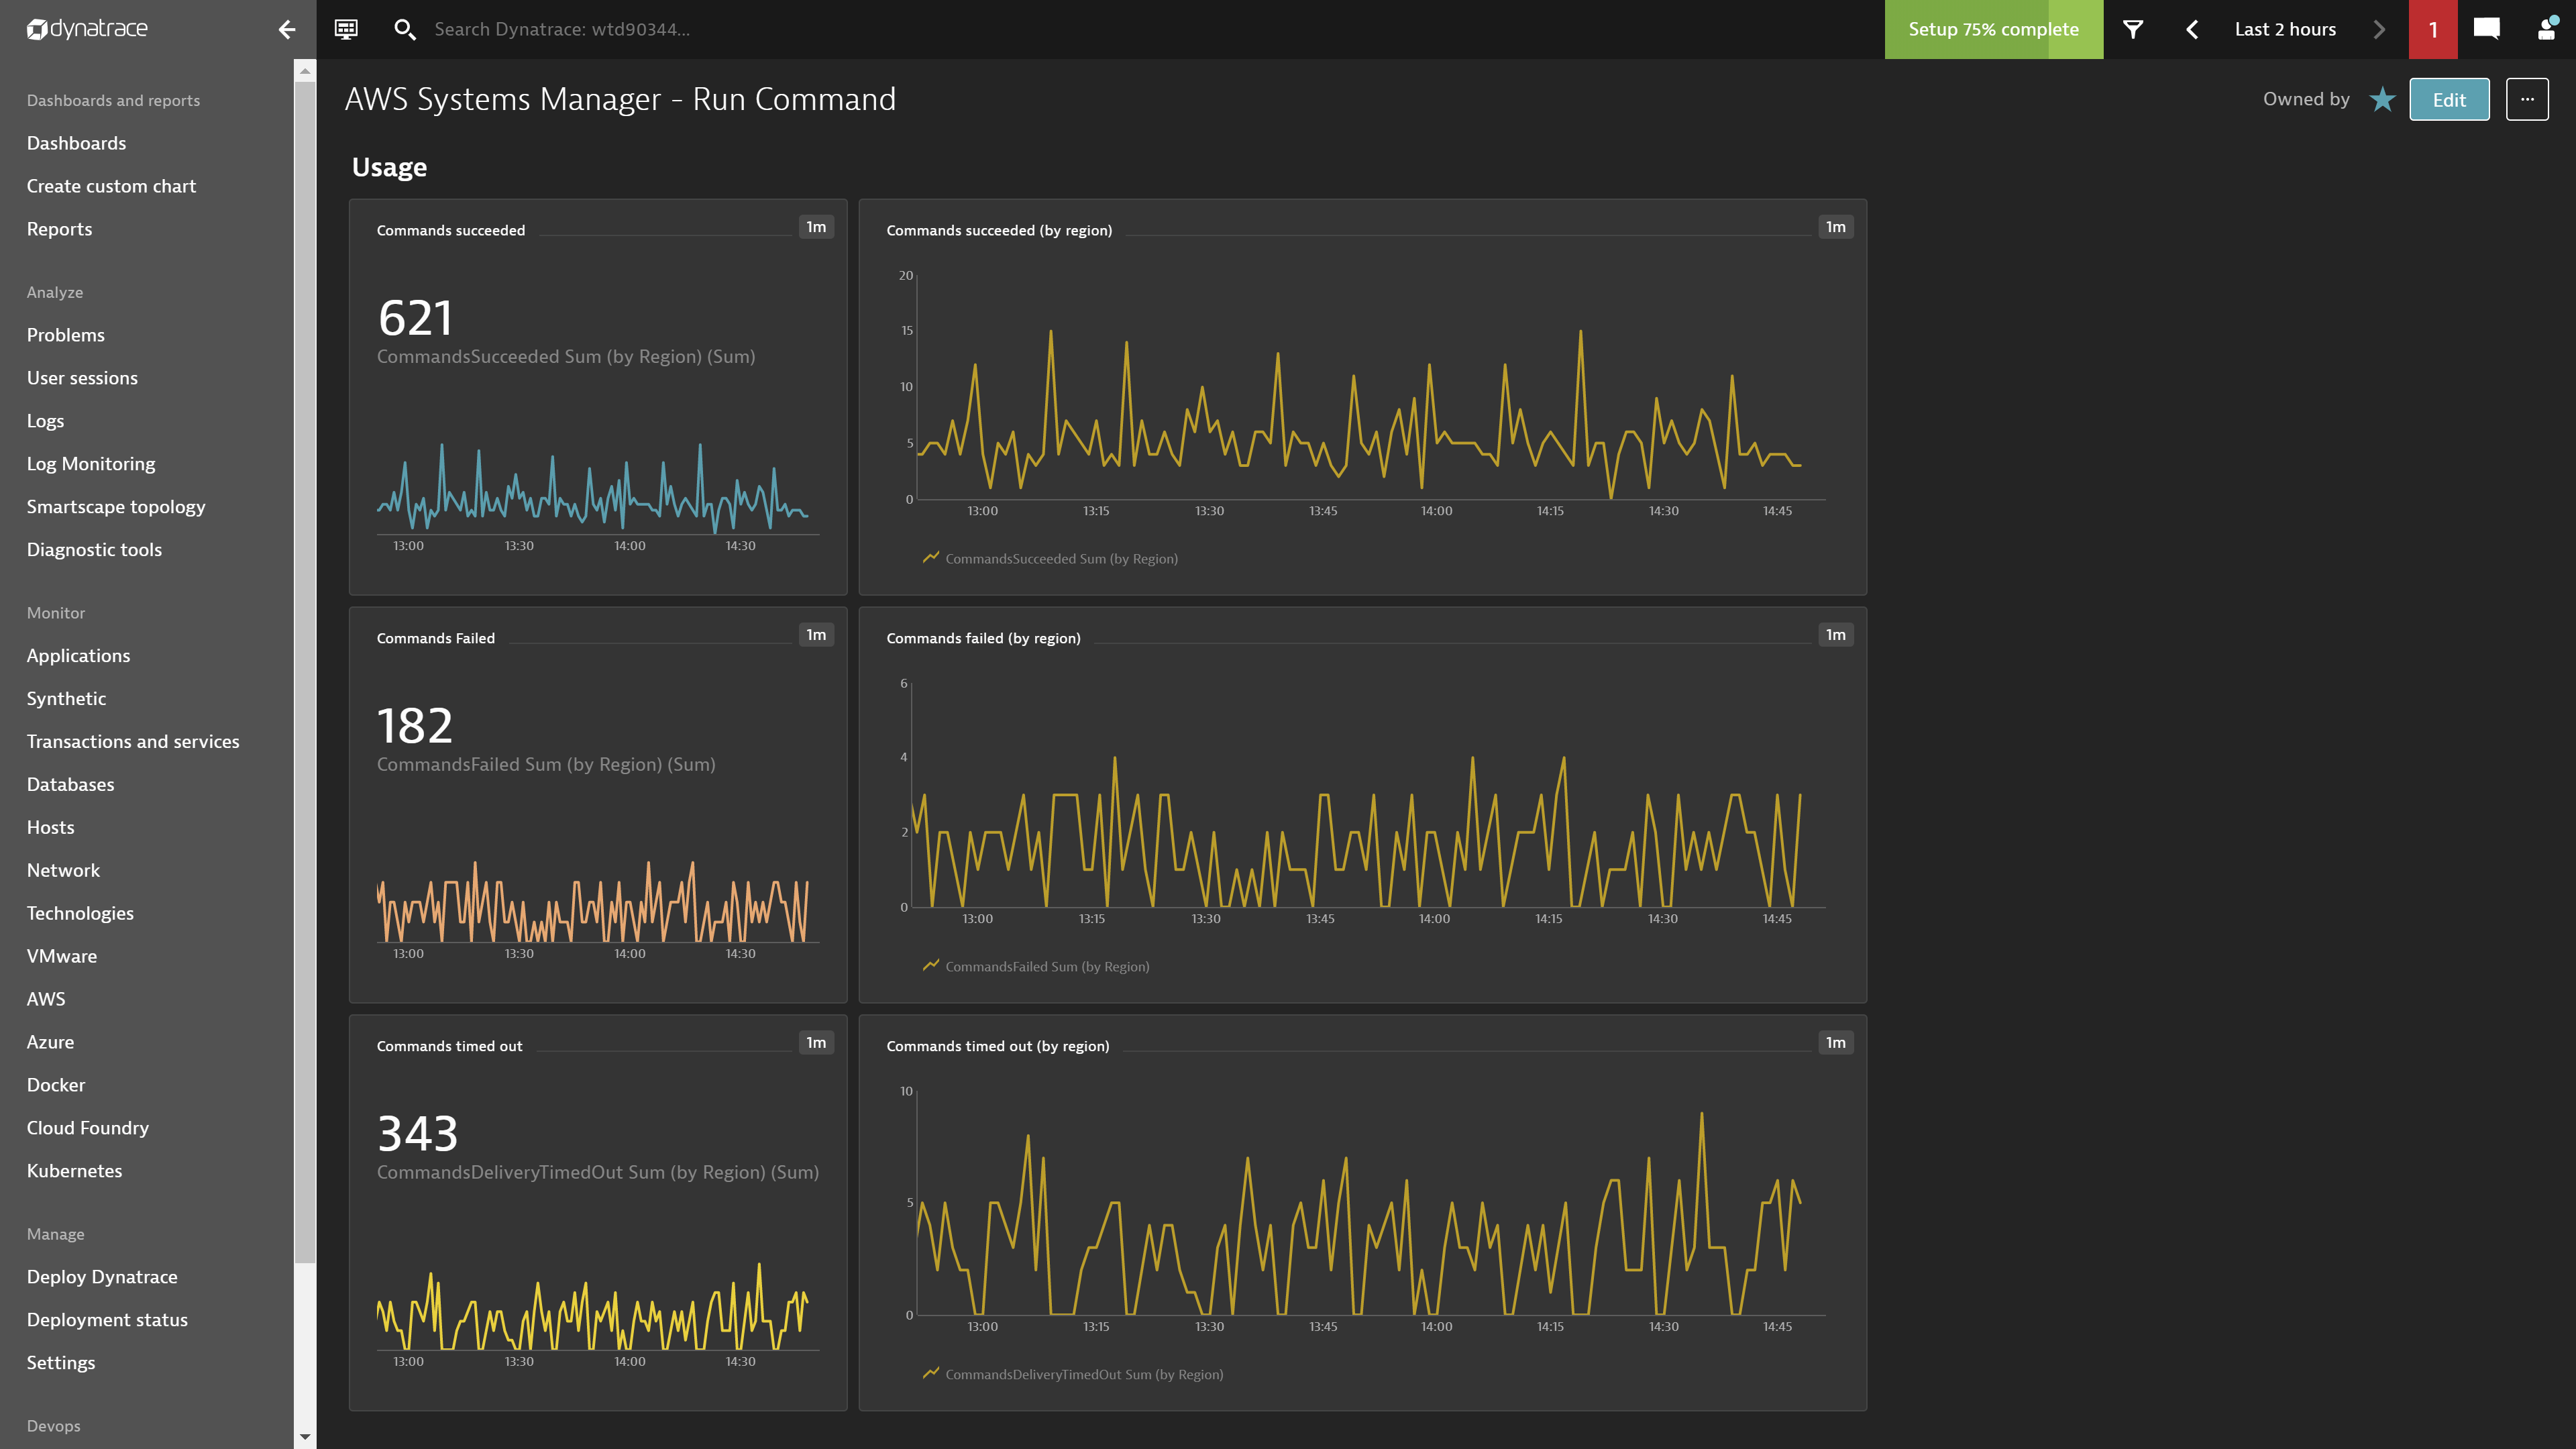 dynatrace
Search Dynatrace: wtd90344...
Setup 75% complete
Last 2 hours
1
Dashboards and reports
Dashboards
Create custom chart
Reports
Analyze
Problems
User sessions
Logs
Log Monitoring
Smartscape topology
Diagnostic tools
Monitor
Applications
Synthetic
Transactions and services
Databases
Hosts
Network
Technologies
VMware
AWS
Azure
Docker
Cloud Foundry
Kubernetes
Manage
Deploy Dynatrace
Deployment status
Settings
Devops
AWS Systems Manager - Run Command
Owned by
Edit
...
Usage
Commands succeeded
1m
621
CommandsSucceeded Sum (by Region) (Sum)
13:00 13:30 14:00 14:30
Commands succeeded (by region)
1m
20
15
10
5
0
13:00 13:15 13:30 13:45 14:00 14:15 14:30 14:45
CommandsSucceeded Sum (by Region)
Commands Failed
1m
182
CommandsFailed Sum (by Region) (Sum)
13:00 13:30 14:00 14:30
Commands failed (by region)
1m
6
4
2
0
13:00 13:15 13:30 13:45 14:00 14:15 14:30 14:45
CommandsFailed Sum (by Region)
Commands timed out
1m
343
CommandsDeliveryTimedOut Sum (by Region) (Sum)
13:00 13:30 14:00 14:30
Commands timed out (by region)
1m
10
5
0
13:00 13:15 13:30 13:45 14:00 14:15 14:30 14:45
CommandsDeliveryTimedOut Sum (by Region)